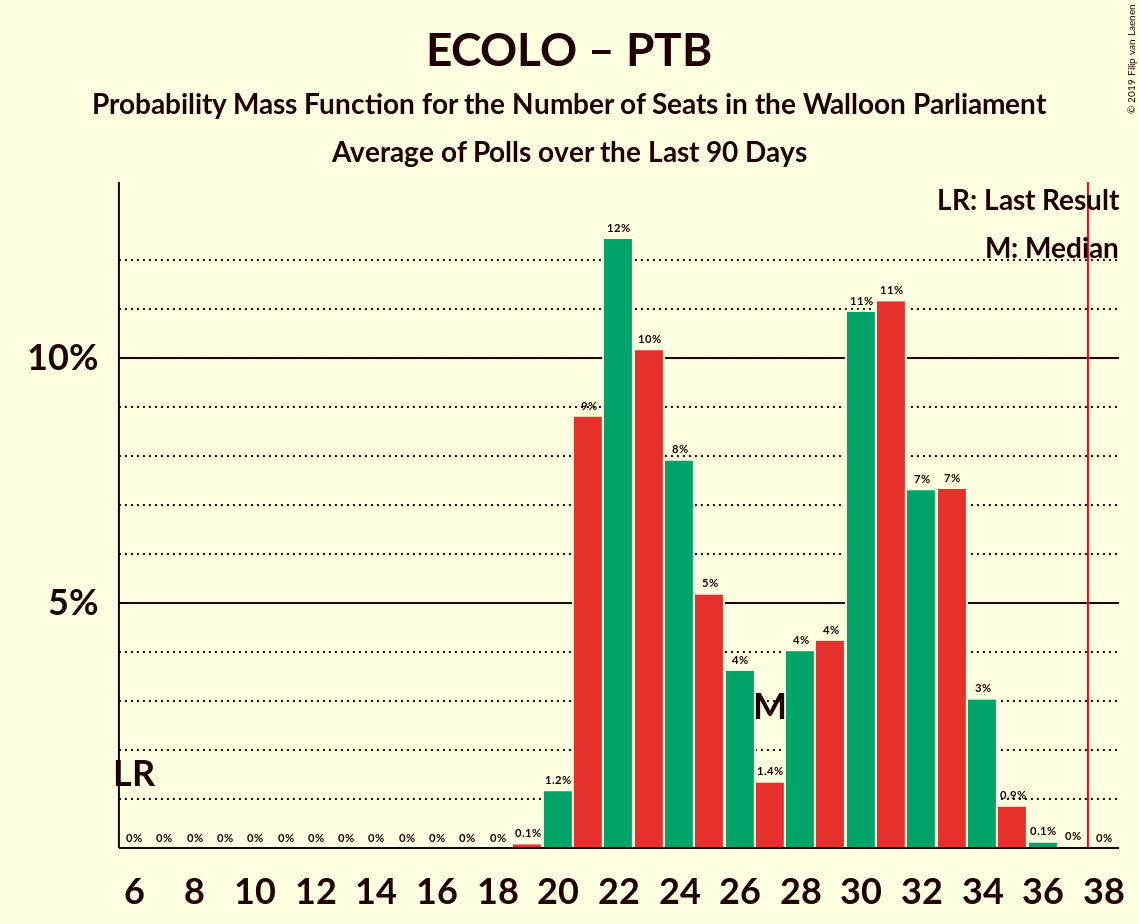 ECOLO – PTB
Probability Mass Function for the Number of Seats in the Walloon Parliament
Average of Polls over the Last 90 Days
© 2019 Filip van Laenen
LR: Last Result
M: Median
10%
5%
LR
M
0% 0% 0% 0% 0% 0% 0% 0% 0% 0% 0% 0% 0% 0.1% 1.2% 9% 12% 10% 8% 5% 4% 1.4% 4% 4% 11% 11% 7% 7% 3% 0.9% 0.1% 0% 0%
6 8 10 12 14 16 18 20 22 24 26 28 30 32 34 36 38